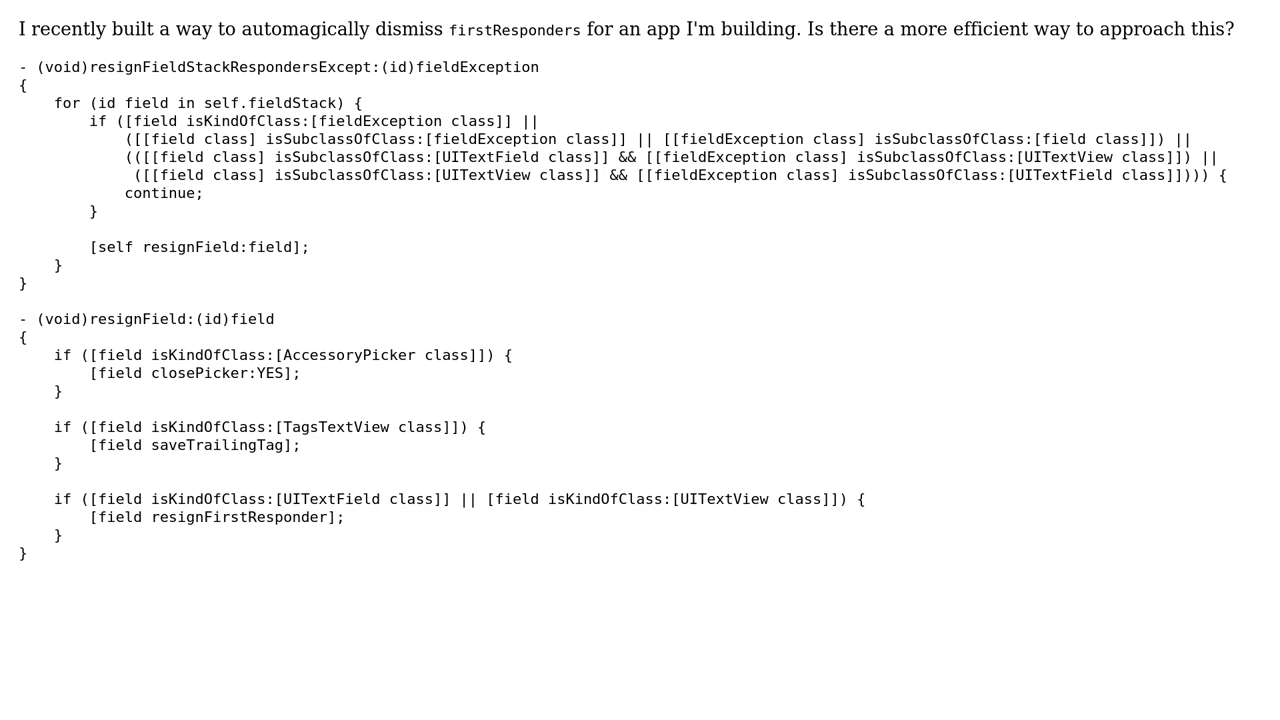 I recently built a way to automagically dismiss firstResponders for an app I'm building. Is there a more efficient way to approach this?
- (void)resignFieldStackRespondersExcept:(id)fieldException
{
    for (id field in self.fieldStack) {
        if ([field isKindOfClass:[fieldException class]] ||
            ([[field class] isSubclassOfClass:[fieldException class]] || [[fieldException class] isSubclassOfClass:[field class]]) ||
            (([[field class] isSubclassOfClass:[UITextField class]] && [[fieldException class] isSubclassOfClass:[UITextView class]]) ||
             ([[field class] isSubclassOfClass:[UITextView class]] && [[fieldException class] isSubclassOfClass:[UITextField class]]))) {
            continue;
        }

        [self resignField:field];
    }
}

- (void)resignField:(id)field
{
    if ([field isKindOfClass:[AccessoryPicker class]]) {
        [field closePicker:YES];
    }

    if ([field isKindOfClass:[TagsTextView class]]) {
        [field saveTrailingTag];
    }

    if ([field isKindOfClass:[UITextField class]] || [field isKindOfClass:[UITextView class]]) {
        [field resignFirstResponder];
    }
}